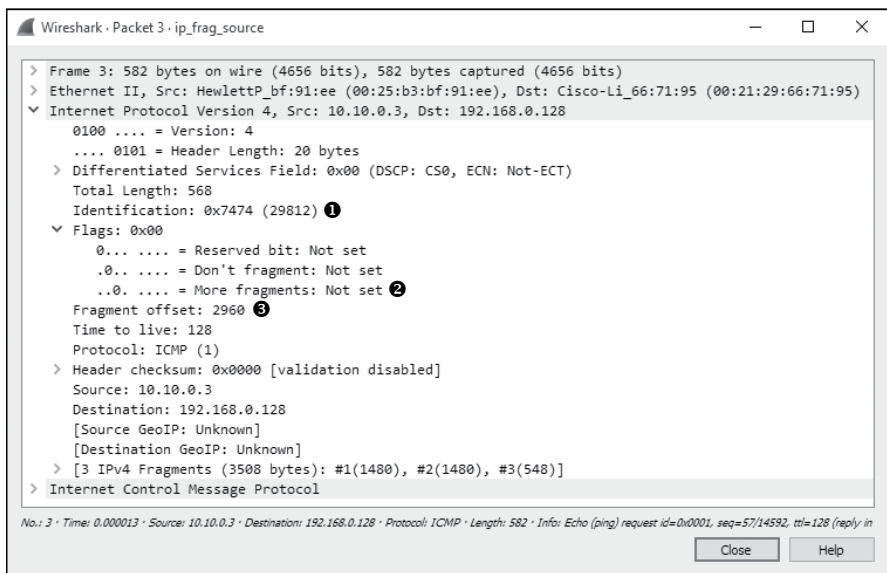 Wireshark · Packet 3 · ip_frag_source
> Frame 3: 582 bytes on wire (4656 bits), 582 bytes captured (4656 bits)
> Ethernet II, Src: HewlettP_bf:91:ee (00:25:b3:bf:91:ee), Dst: Cisco-Li_66:71:95 (00:21:29:66:71:95)
Internet Protocol Version 4, Src: 10.10.0.3, Dst: 192.168.0.128
0100 .... = Version: 4
.... 0101 = Header Length: 20 bytes
> Differentiated Services Field: 0x00 (DSCP: CS0, ECN: Not-ECT)
Total Length: 568
Identification: 0x7474 (29812) ❶
Flags: 0x00
0... .... = Reserved bit: Not set
.0.. .... = Don't fragment: Not set
..0. .... = More fragments: Not set ❷
Fragment offset: 2960 ❸
Time to live: 128
Protocol: ICMP (1)
> Header checksum: 0x0000 [validation disabled]
Source: 10.10.0.3
Destination: 192.168.0.128
[Source GeoIP: Unknown]
[Destination GeoIP: Unknown]
> [3 IPv4 Fragments (3508 bytes): #1(1480), #2(1480), #3(548)]
> Internet Control Message Protocol
No.: 3 · Time: 0.000013 · Source: 10.10.0.3 · Destination: 192.168.0.128 · Protocol: ICMP · Length: 582 · Info: Echo (ping) request id=0x0001, seq=57/14592, ttl=128 (reply in
Close Help